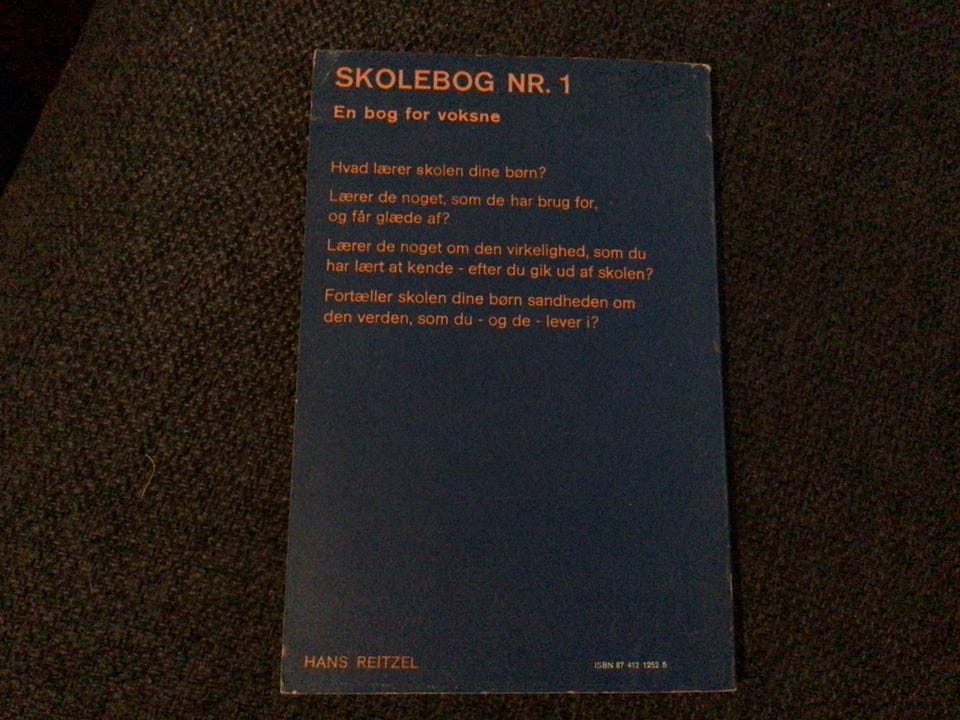 SKOLEBOG NR. 1
En bog for voksne
Hvad lærer skolen dine børn?
Lærer de noget, som de har brug for,
og får glæde af?
Lærer de noget om den virkelighed, som du
har lært at kende - efter du gik ud af skolen?
Fortæller skolen dine børn sandheden om
den verden, som du - og de - lever i?
HANS REITZEL
ISBN 87 412 1252 5